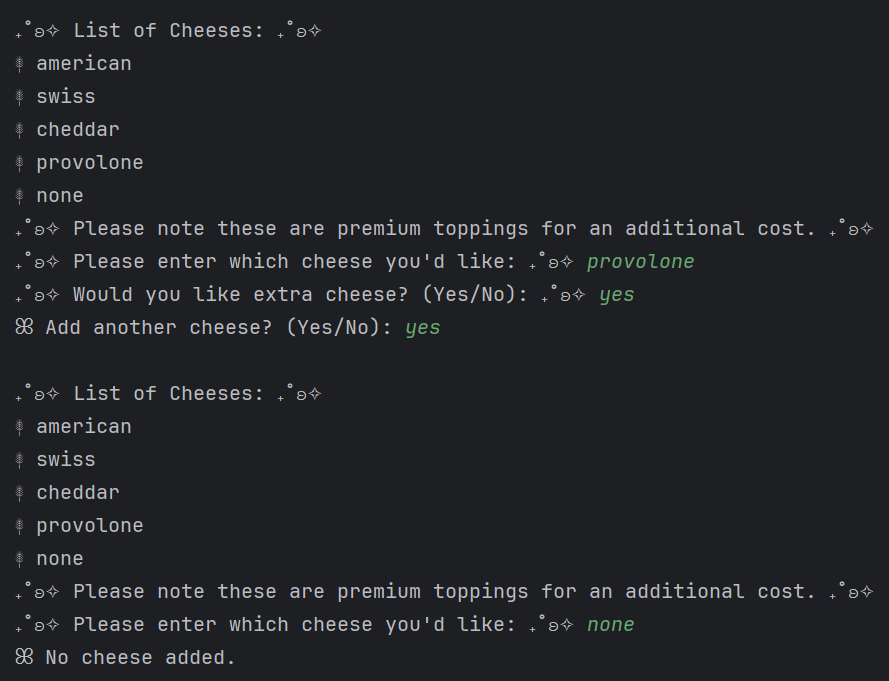 ₊˚ʚ✧ List of Cheeses: ₊˚ʚ✧
american
swiss
cheddar
provolone
none
₊˚ʚ✧ Please note these are premium toppings for an additional cost. ₊˚ʚ✧
₊˚ʚ✧ Please enter which cheese you'd like: ₊˚ʚ✧ provolone
₊˚ʚ✧ Would you like extra cheese? (Yes/No): ₊˚ʚ✧ yes
ꕤ Add another cheese? (Yes/No): yes
₊˚ʚ✧ List of Cheeses: ₊˚ʚ✧
american
swiss
cheddar
provolone
none
₊˚ʚ✧ Please note these are premium toppings for an additional cost. ₊˚ʚ✧
₊˚ʚ✧ Please enter which cheese you'd like: ₊˚ʚ✧ none
ꕤ No cheese added.